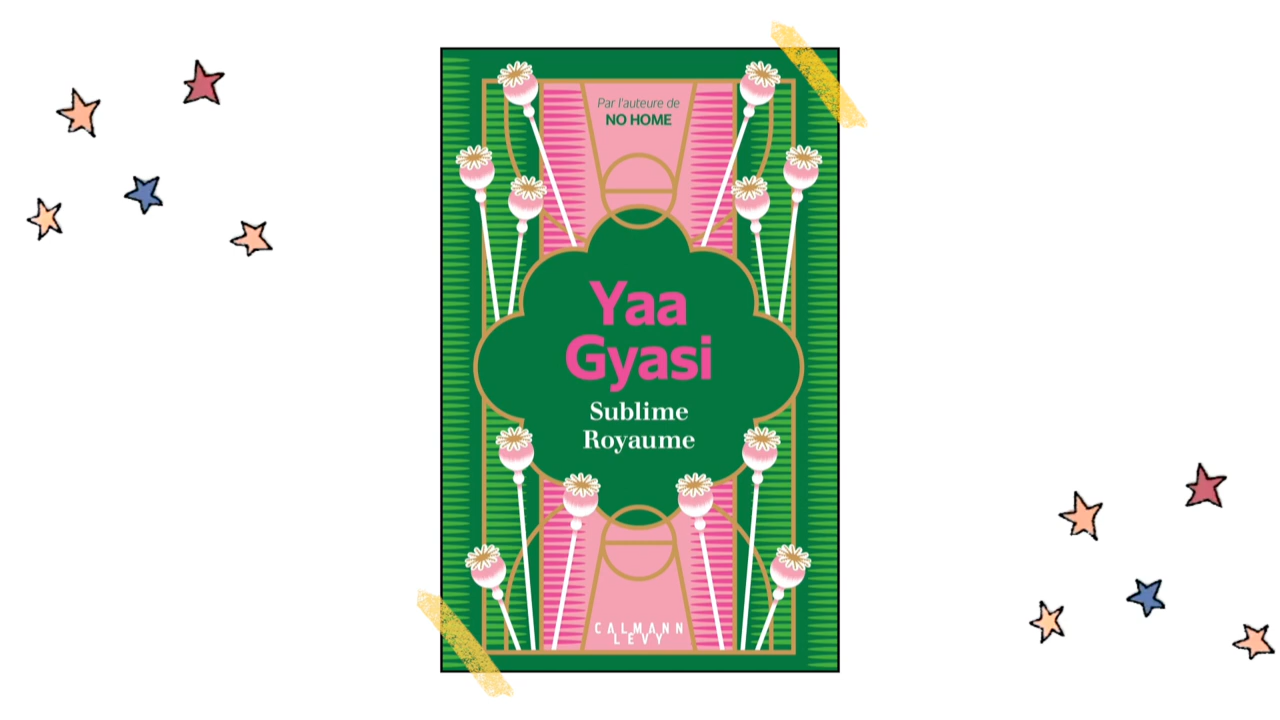 Par l'auteure de
NO HOME
Yaa
Gyasi
Sublime
Royaume
CALMANN
LEVY